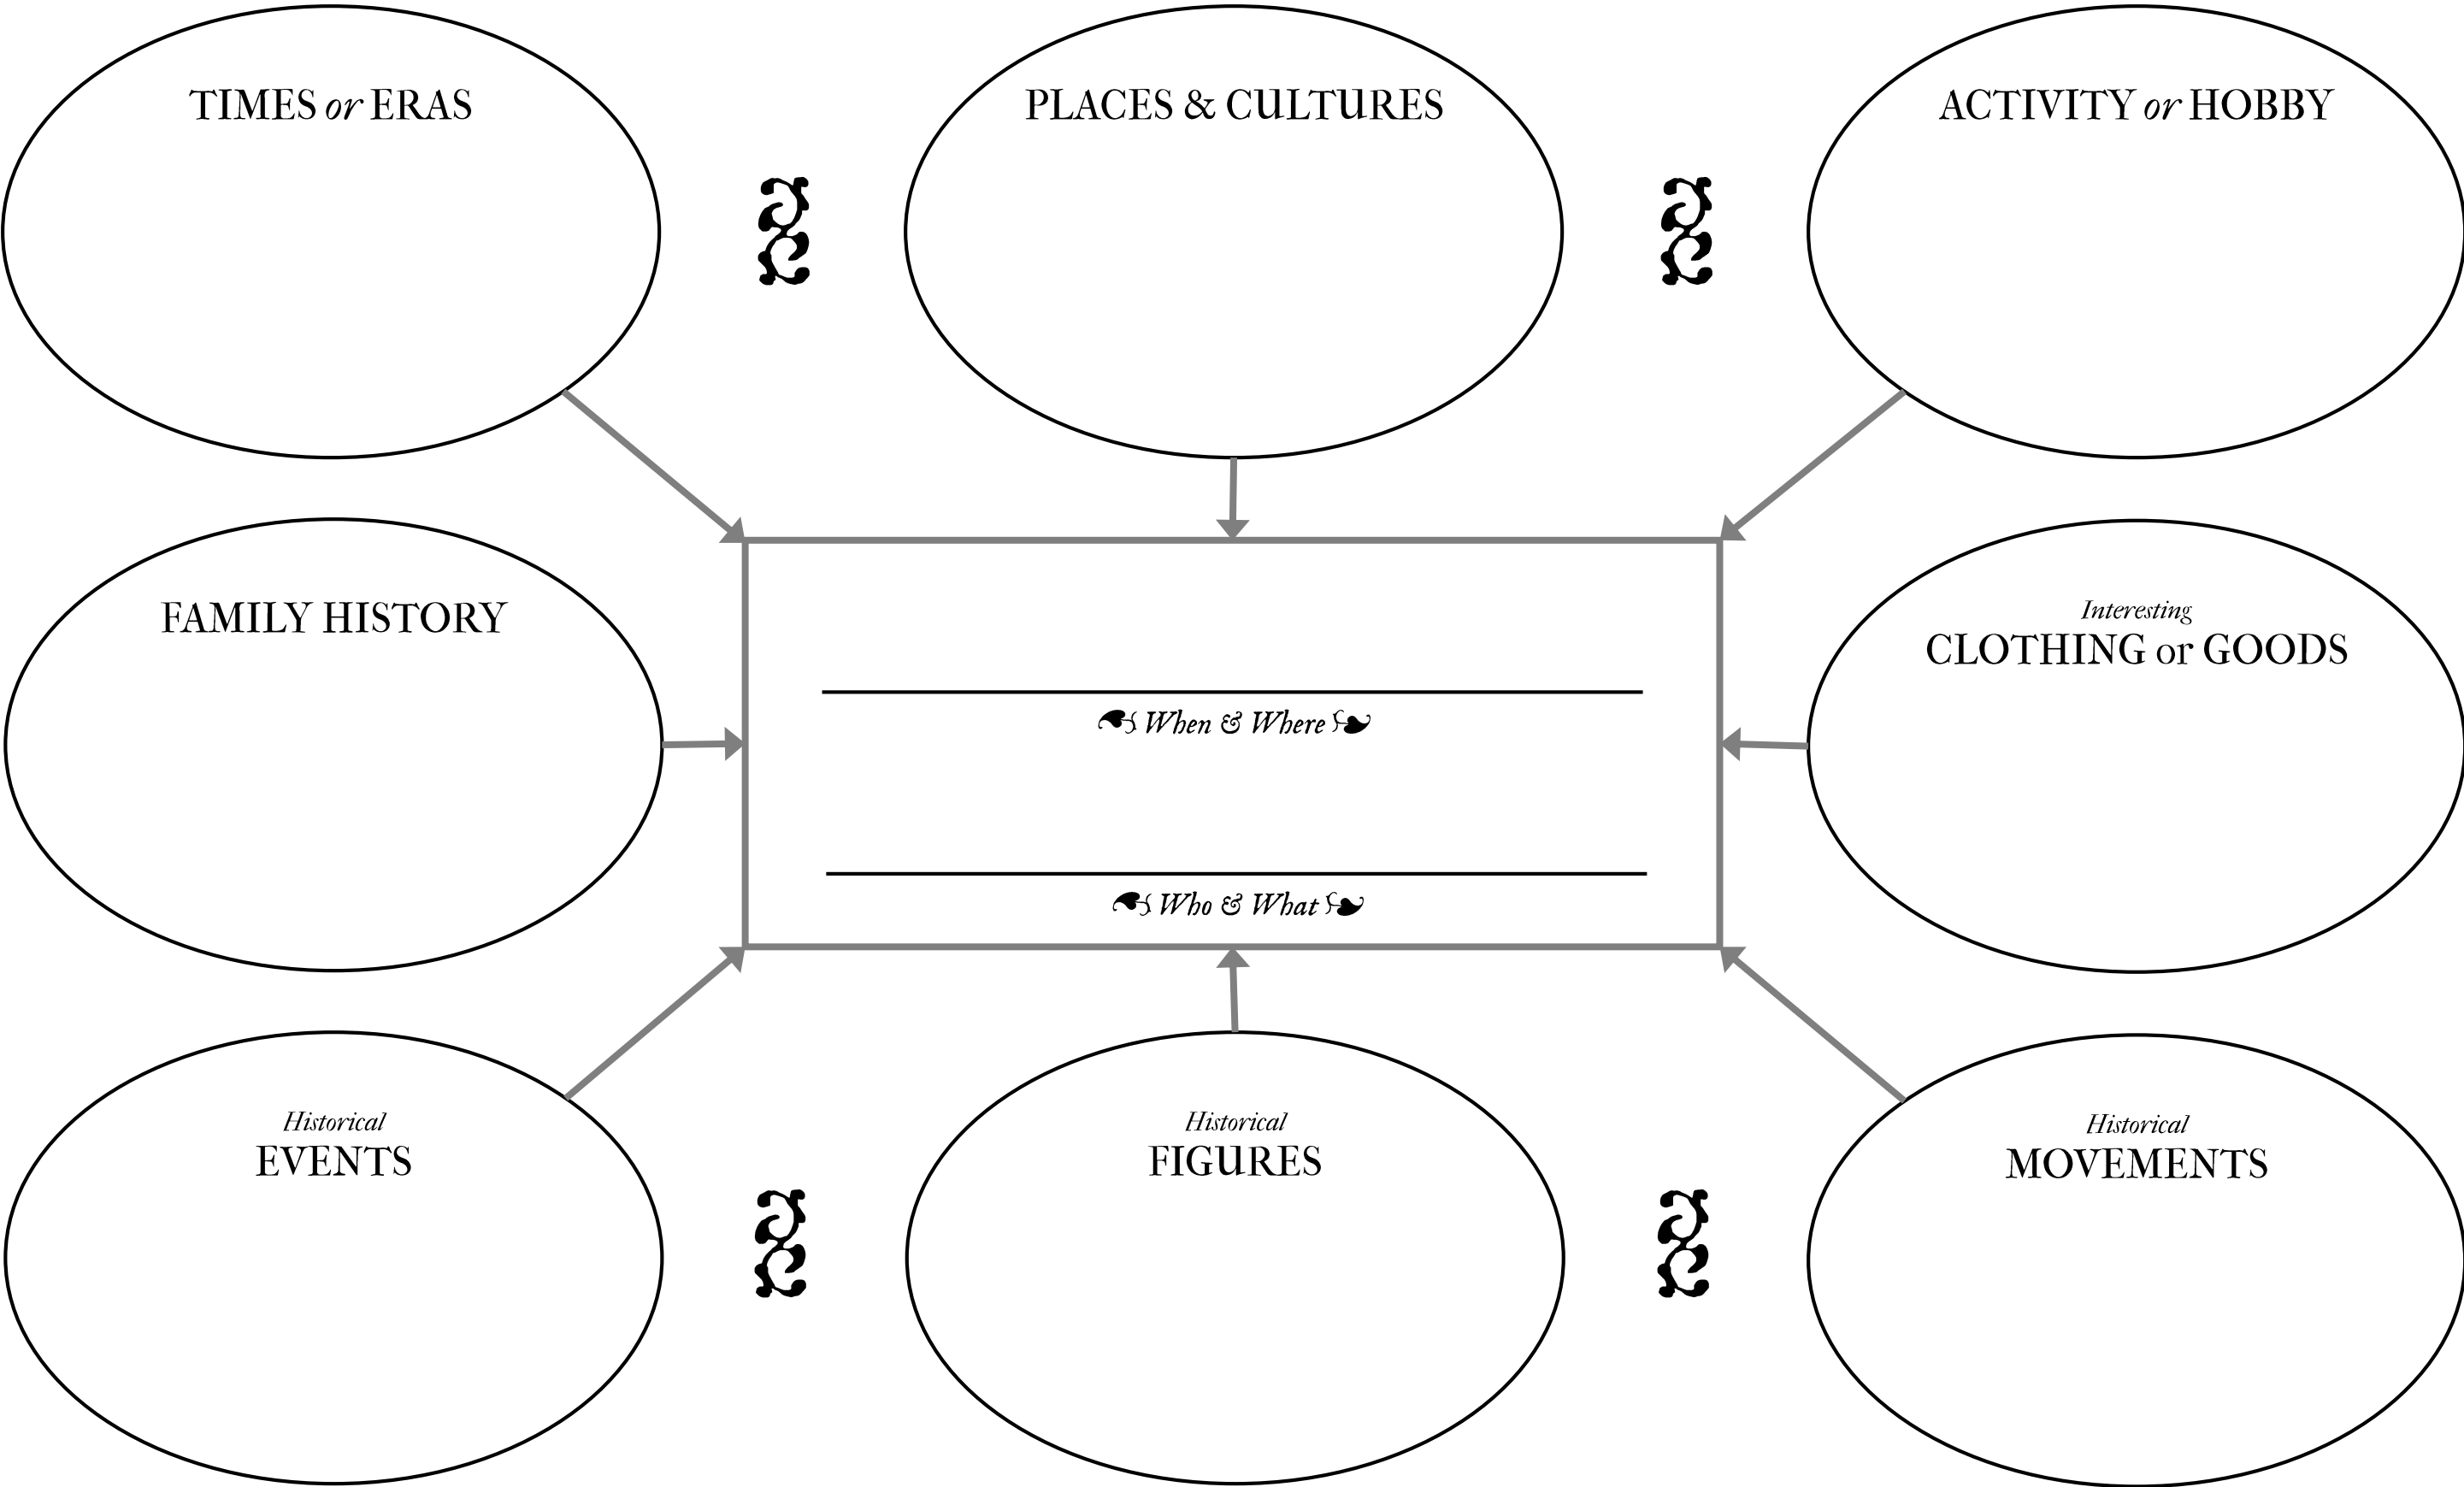 TIMES or ERAS
PLACES & CULTURES
ACTIVITY or HOBBY
FAMILY HISTORY
When & Where
Who & What
Interesting
CLOTHING or GOODS
Historical
EVENTS
Historical
FIGURES
Historical
MOVEMENTS